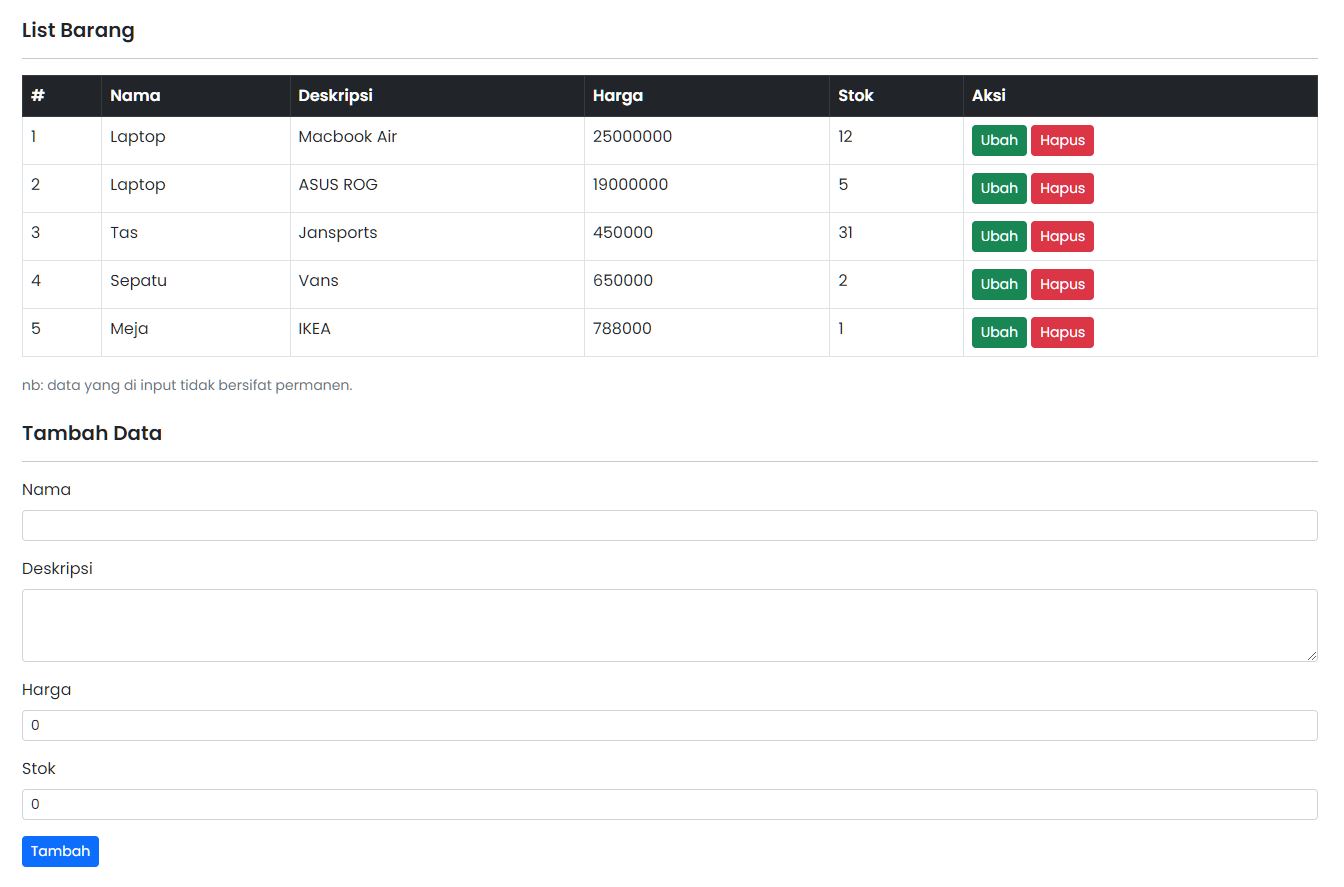 List Barang
# Nama Deskripsi Harga Stok Aksi
1 Laptop Macbook Air 25000000 12 Ubah Hapus
2 Laptop ASUS ROG 19000000 5 Ubah Hapus
3 Tas Jansports 450000 31 Ubah Hapus
4 Sepatu Vans 650000 2 Ubah Hapus
5 Meja IKEA 788000 1 Ubah Hapus
nb: data yang di input tidak bersifat permanen.
Tambah Data
Nama
Deskripsi
Harga
0
Stok
0
Tambah